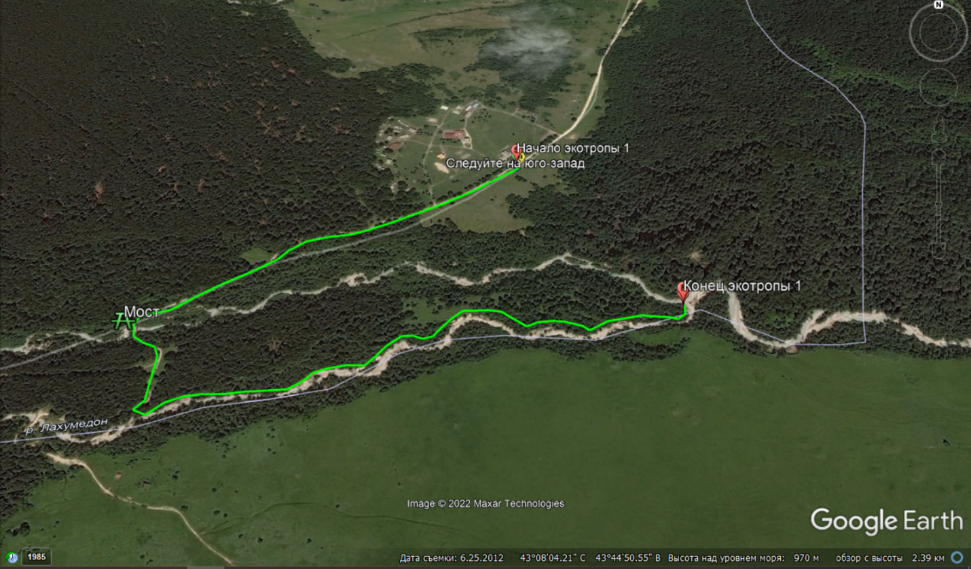 N
Начало экотропы 1
Следуйте на юго-запад
Конец экотропы 1
Мост
р. Лахумедон
Image © 2022 Maxar Technologies
Google Earth
1985
Дата съемки: 6.25.2012 43°08'04.21" С 43°44'50.55" В Высота над уровнем моря: 970 м обзор с высоты 2.39 км